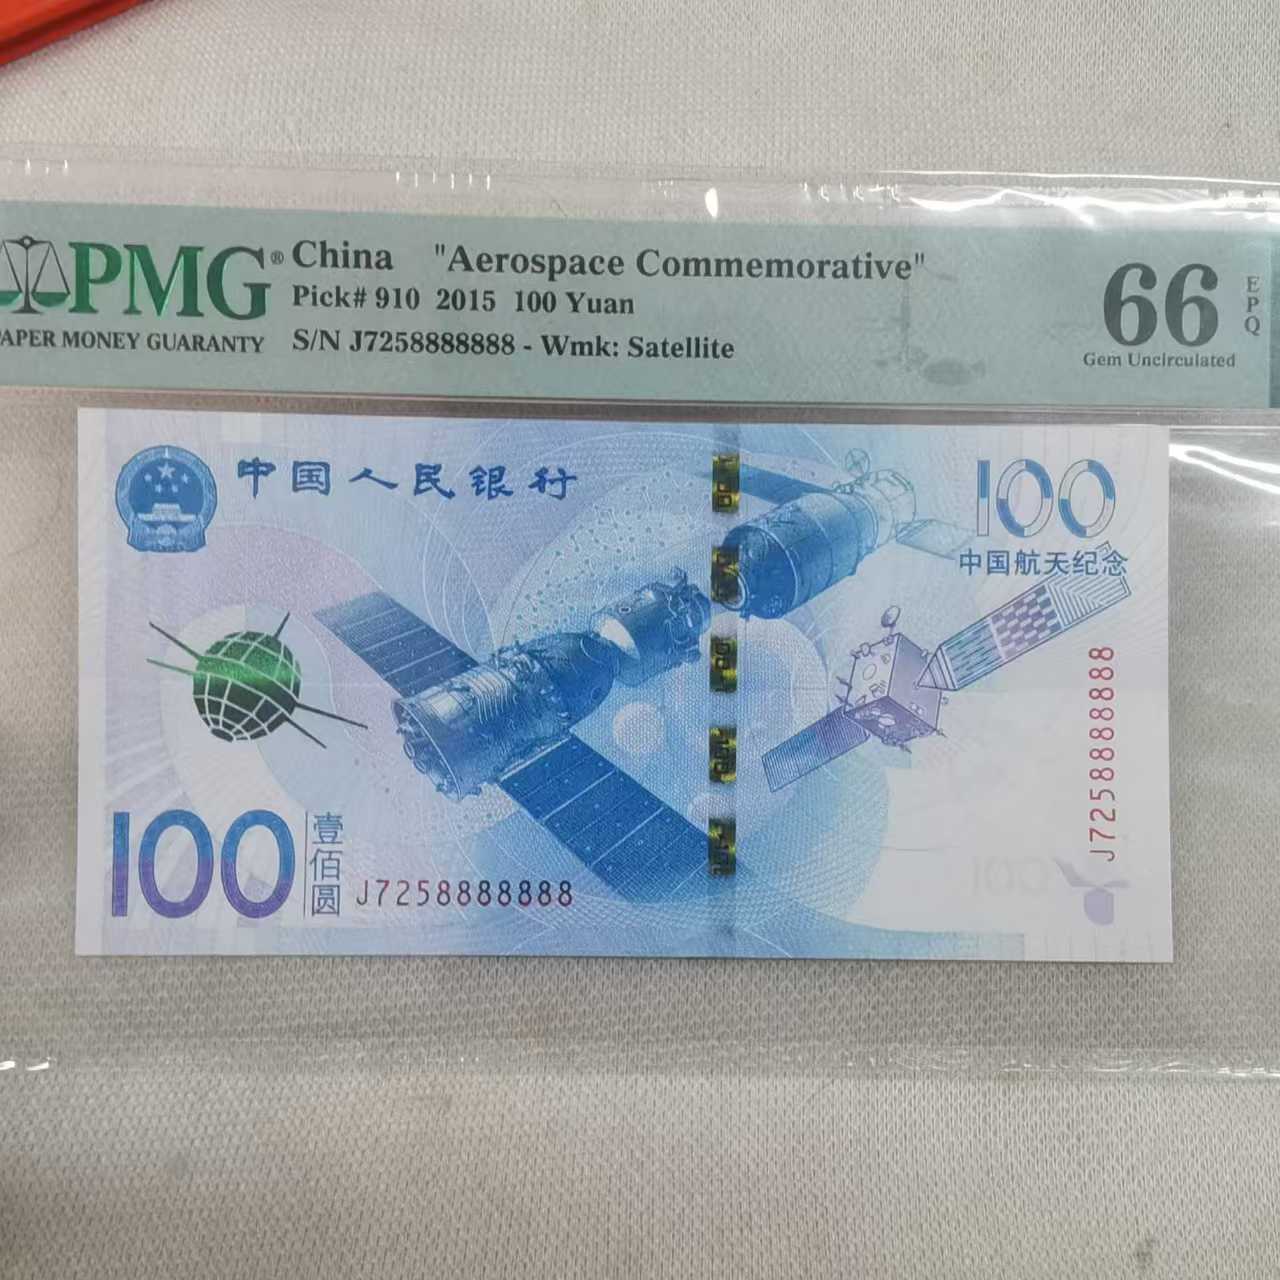 PMG® China "Aerospace Commemorative"
Pick# 910 2015 100 Yuan
PAPER MONEY GUARANTY S/N J7258888888 - Wmk: Satellite
66 EPQ
Gem Uncirculated
中国人民银行
100
中国航天纪念
J7258888888
100 壹佰圆 J7258888888